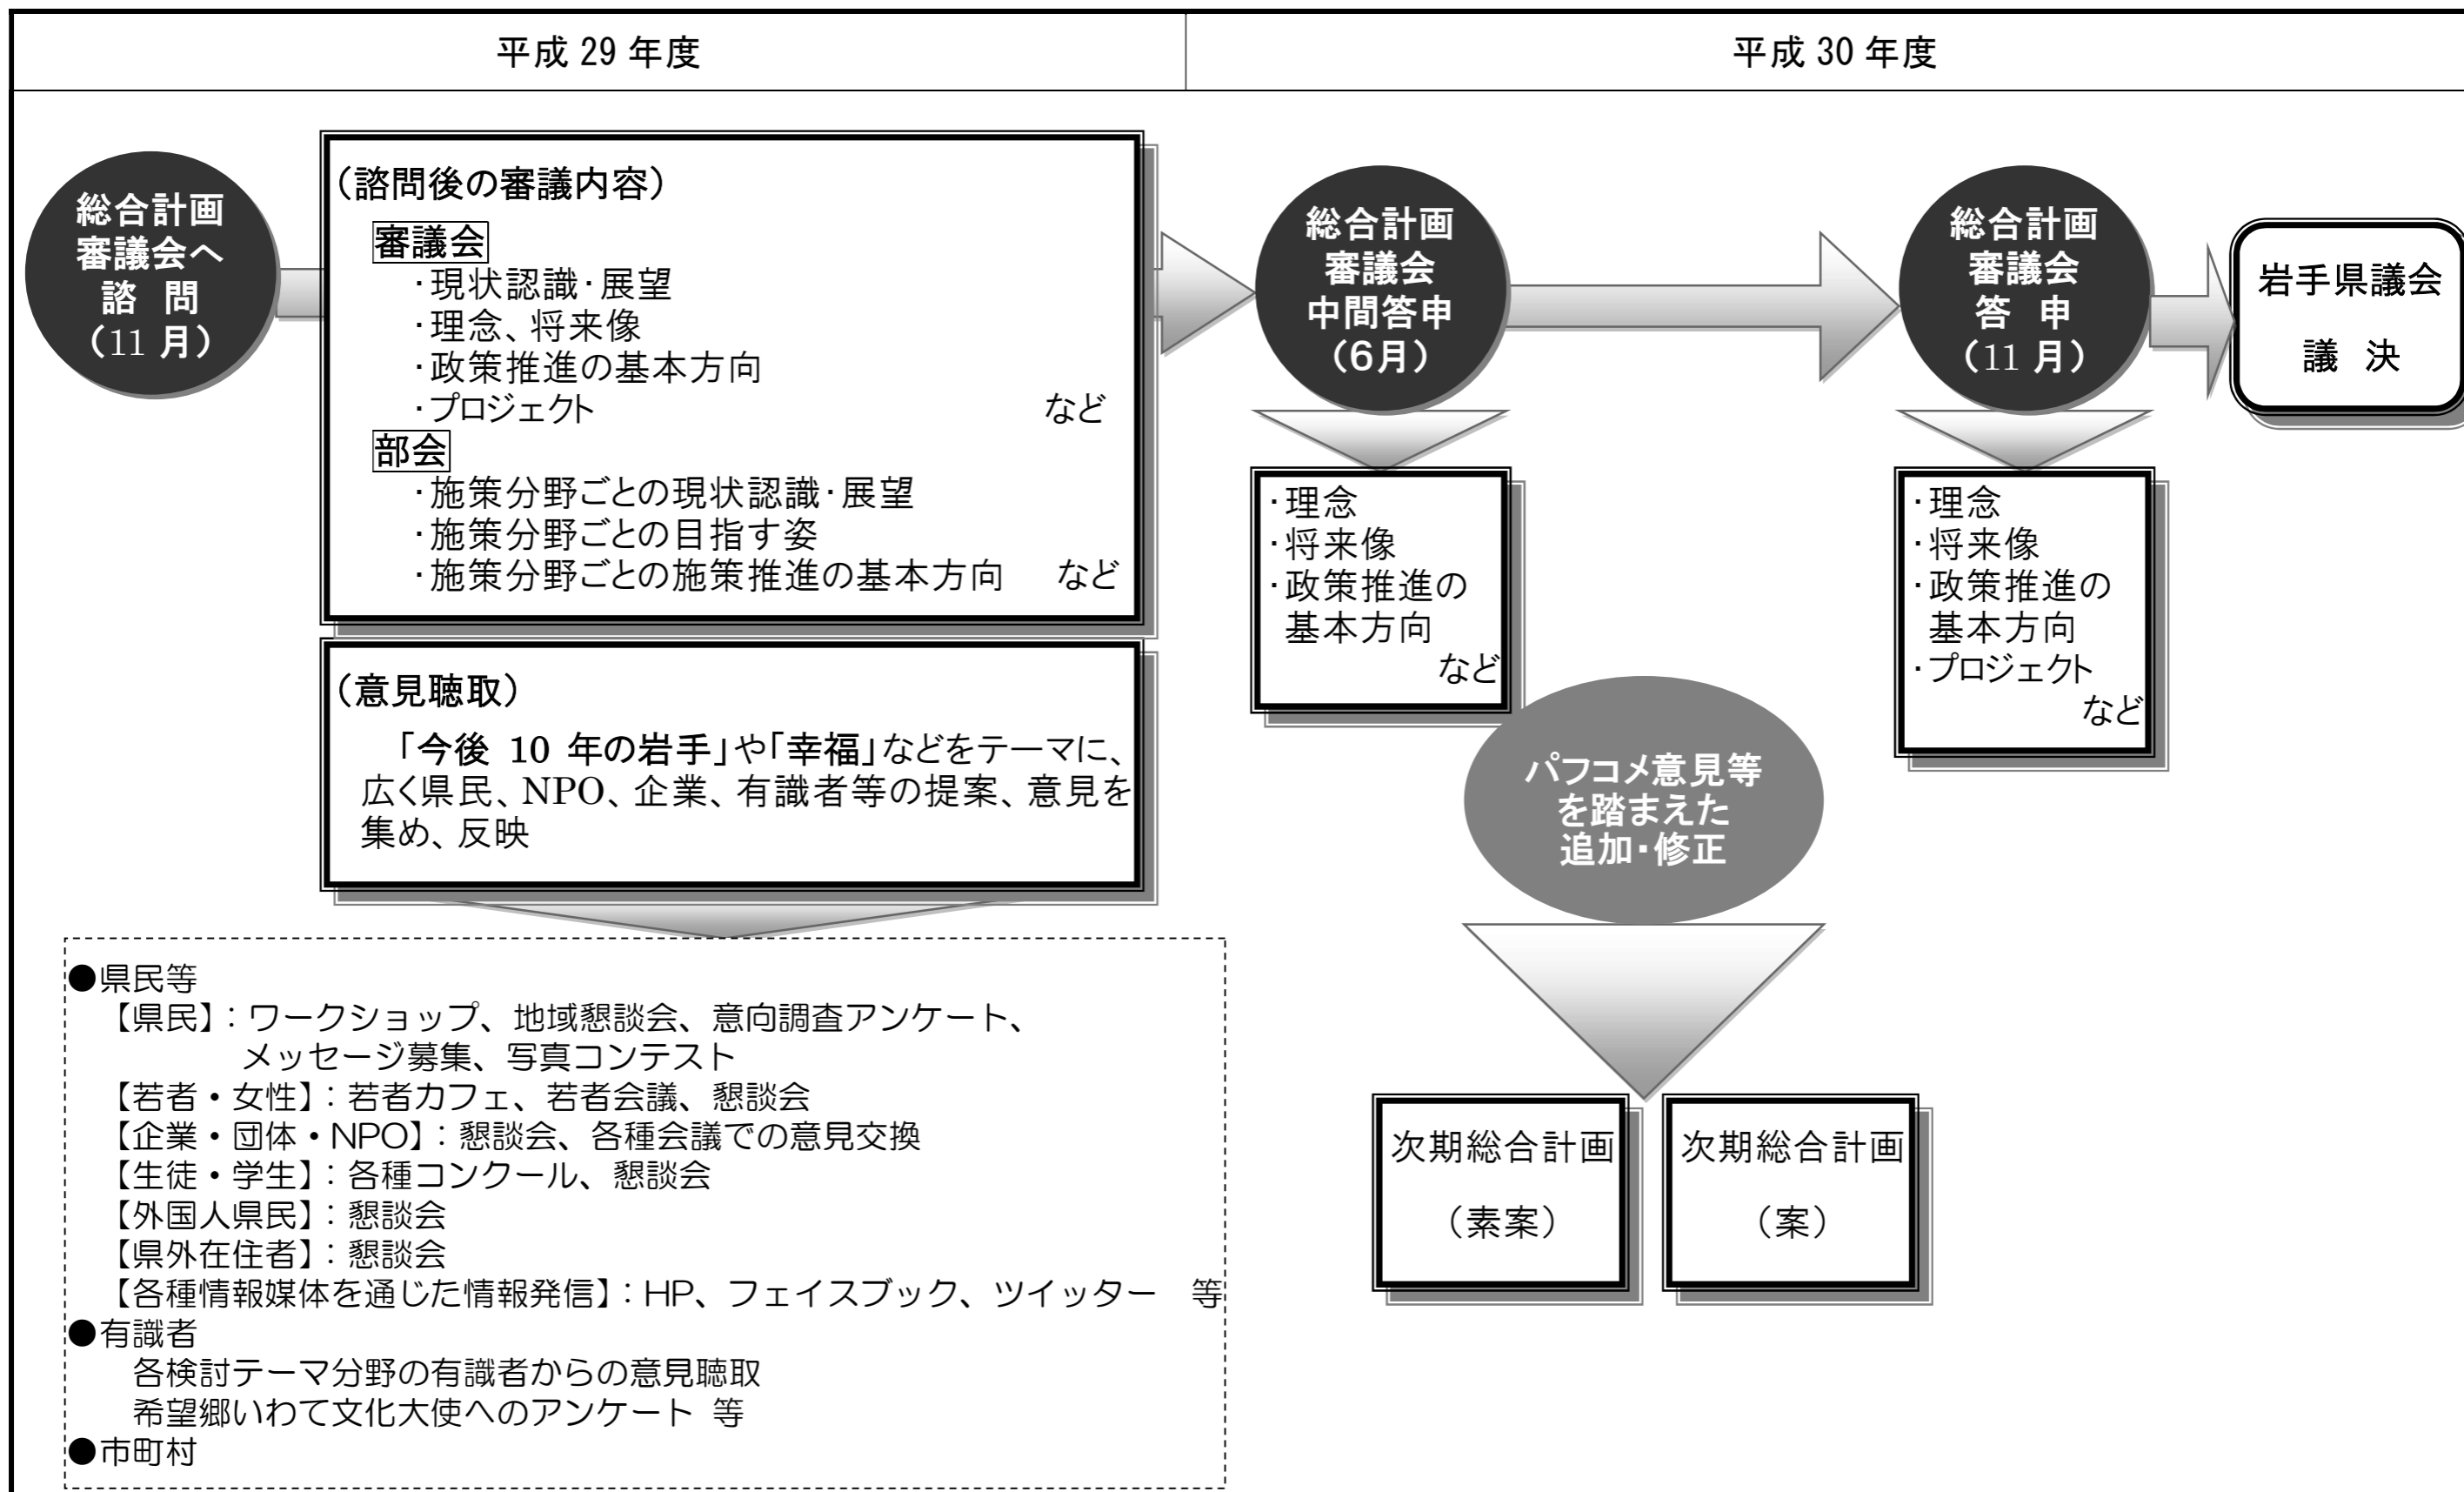 平成 29 年度
平成 30 年度
総合計画
審議会へ
諮 問
（11 月）
（諮問後の審議内容）
審議会
・現状認識・展望
・理念、将来像
・政策推進の基本方向
・プロジェクト など
部会
・施策分野ごとの現状認識・展望
・施策分野ごとの目指す姿
・施策分野ごとの施策推進の基本方向 など
（意見聴取）
「今後 10 年の岩手」や「幸福」などをテーマに、
広く県民、NPO、企業、有識者等の提案、意見を
集め、反映
●県民等
【県民】：ワークショップ、地域懇談会、意向調査アンケート、
メッセージ募集、写真コンテスト
【若者・女性】：若者カフェ、若者会議、懇談会
【企業・団体・NPO】：懇談会、各種会議での意見交換
【生徒・学生】：各種コンクール、懇談会
【外国人県民】：懇談会
【県外在住者】：懇談会
【各種情報媒体を通じた情報発信】：HP、フェイスブック、ツイッター 等
●有識者
各検討テーマ分野の有識者からの意見聴取
希望郷いわて文化大使へのアンケート 等
●市町村
総合計画
審議会
中間答申
（6月）
・理念
・将来像
・政策推進の
基本方向
など
パフコメ意見等
を踏まえた
追加・修正
次期総合計画
（素案）
次期総合計画
（案）
総合計画
審議会
答 申
（11 月）
・理念
・将来像
・政策推進の
基本方向
・プロジェクト
など
岩手県議会
議 決